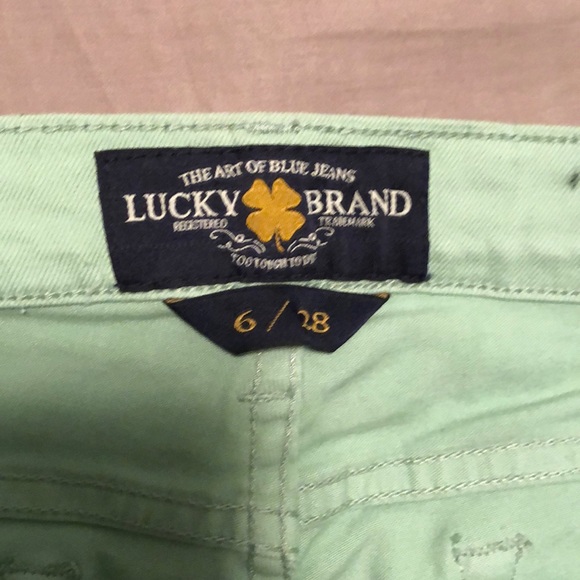 THE ART OF BLUE JEANS
LUCKY BRAND
REGISTERED TRADEMARK
TOO TOUGH TO DIE
6 / 28